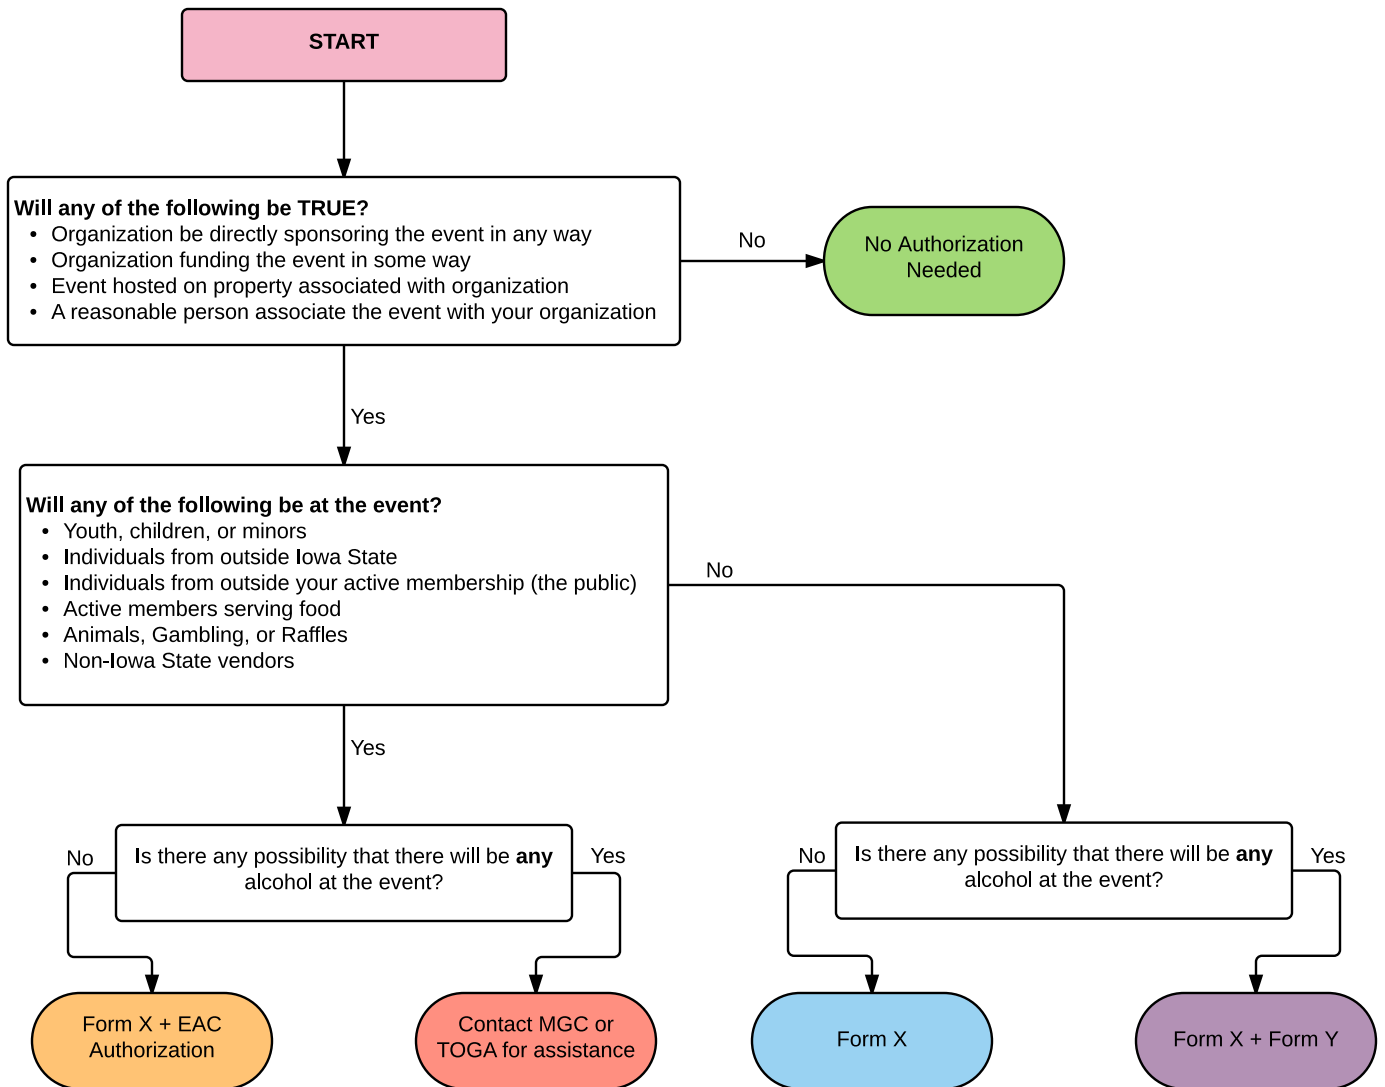 START
Will any of the following be TRUE?
• Organization be directly sponsoring the event in any way
• Organization funding the event in some way
• Event hosted on property associated with organization
• A reasonable person associate the event with your organization
No
No Authorization
Needed
Yes
Will any of the following be at the event?
• Youth, children, or minors
• Individuals from outside Iowa State
• Individuals from outside your active membership (the public)
• Active members serving food
• Animals, Gambling, or Raffles
• Non-Iowa State vendors
No
Yes
No
Is there any possibility that there will be any
alcohol at the event?
Yes
No
Is there any possibility that there will be any
alcohol at the event?
Yes
Form X + EAC
Authorization
Contact MGC or
TOGA for assistance
Form X
Form X + Form Y